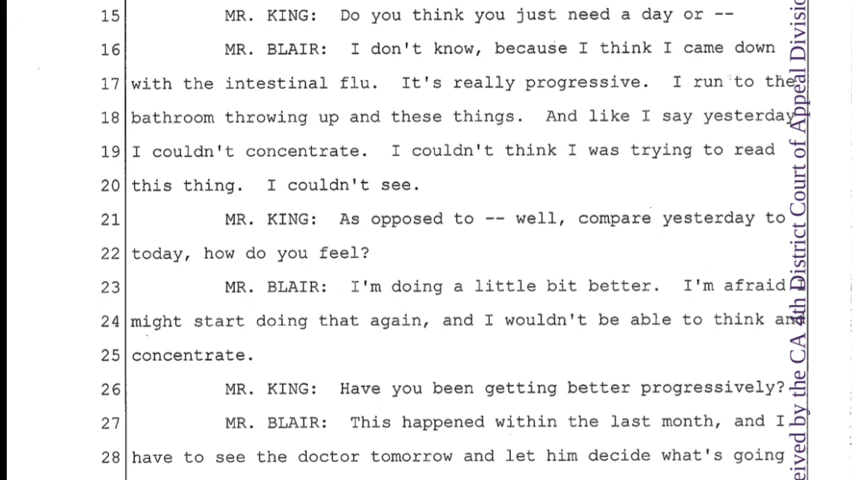 15 MR. KING: Do you think you just need a day or --
16 MR. BLAIR: I don't know, because I think I came down
17 with the intestinal flu. It's really progressive. I run to the
18 bathroom throwing up and these things. And like I say yesterday
19 I couldn't concentrate. I couldn't think I was trying to read
20 this thing. I couldn't see.
21 MR. KING: As opposed to -- well, compare yesterday to
22 today, how do you feel?
23 MR. BLAIR: I'm doing a little bit better. I'm afraid
24 might start doing that again, and I wouldn't be able to think and
25 concentrate.
26 MR. KING: Have you been getting better progressively?
27 MR. BLAIR: This happened within the last month, and I
28 have to see the doctor tomorrow and let him decide what's going
ceived by the CA 4th District Court of Appeal Divisio